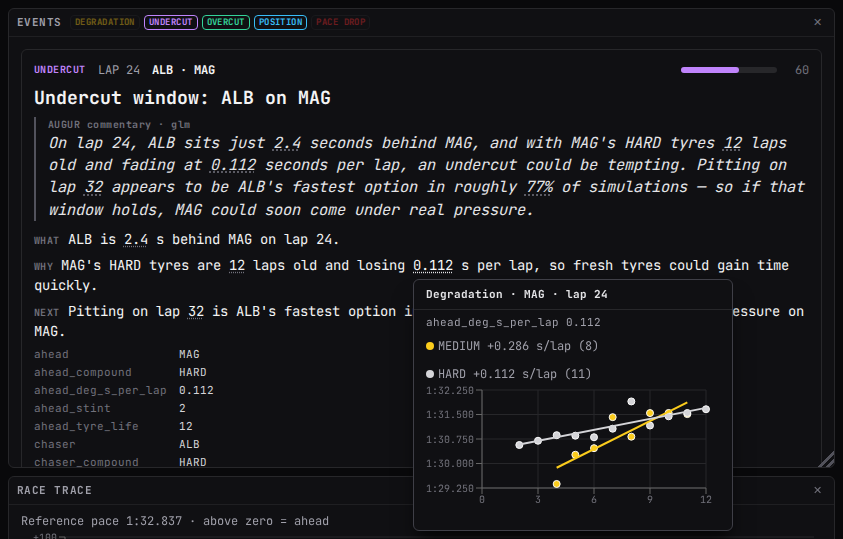 EVENTS DEGRADATION UNDERCUT OVERCUT POSITION PACE DROP ×
UNDERCUT LAP 24 ALB · MAG 60
Undercut window: ALB on MAG
AUGUR commentary · glm
On lap 24, ALB sits just 2.4 seconds behind MAG, and with MAG's HARD tyres 12 laps
old and fading at 0.112 seconds per lap, an undercut could be tempting. Pitting on
lap 32 appears to be ALB's fastest option in roughly 77% of simulations — so if that
window holds, MAG could soon come under real pressure.
WHAT ALB is 2.4 s behind MAG on lap 24.
WHY MAG's HARD tyres are 12 laps old and losing 0.112 s per lap, so fresh tyres could gain time
quickly.
NEXT Pitting on lap 32 is ALB's fastest option i
essure on
MAG.
ahead MAG
ahead_compound HARD
ahead_deg_s_per_lap 0.112
ahead_stint 2
ahead_tyre_life 12
chaser ALB
chaser_compound HARD
Degradation · MAG · lap 24
ahead_deg_s_per_lap 0.112
MEDIUM +0.286 s/lap (8)
HARD +0.112 s/lap (11)
1:32.250
1:31.500
1:30.750
1:30.000
1:29.250
0 3 6 9 12
RACE TRACE ×
Reference pace 1:32.837 · above zero = ahead
+100